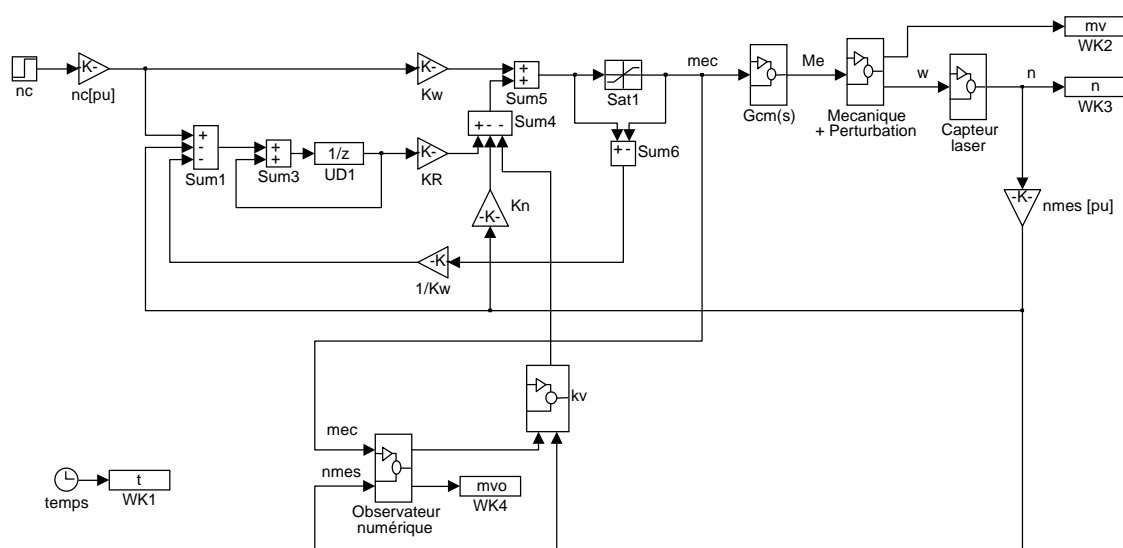 mv
WK2
K-
nc
nc[pu]
K-
Kw
+
+
Sum5
Sat1
mec
Gcm(s)
Me
Mecanique
+ Perturbation
w
Capteur
laser
n
n
WK3
+
-
-
Sum1
+
+
Sum3
1/z
UD1
K-
KR
+ - -
Sum4
+ -
Sum6
-K-
Kn
-K
1/Kw
-K-
nmes [pu]
kv
mec
nmes
Observateur
numérique
mvo
WK4
temps
t
WK1